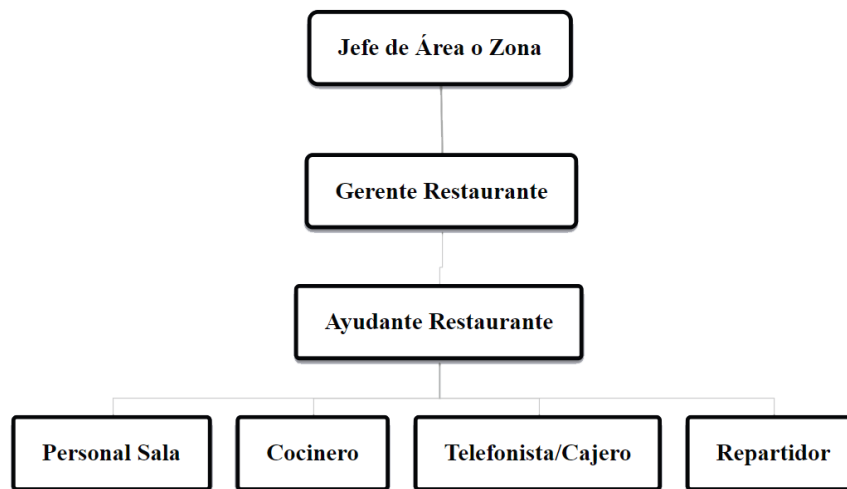 Jefe de Área o Zona
Gerente Restaurante
Ayudante Restaurante
Personal Sala
Cocinero
Telefonista/Cajero
Repartidor